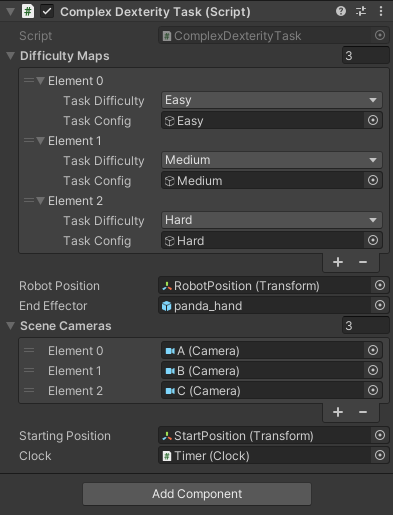 Complex Dexterity Task (Script)
Script ComplexDexterityTask
Difficulty Maps 3
Element 0
Task Difficulty Easy
Task Config Easy
Element 1
Task Difficulty Medium
Task Config Medium
Element 2
Task Difficulty Hard
Task Config Hard
Robot Position RobotPosition (Transform)
End Effector panda_hand
Scene Cameras 3
Element 0 A (Camera)
Element 1 B (Camera)
Element 2 C (Camera)
Starting Position StartPosition (Transform)
Clock Timer (Clock)
Add Component